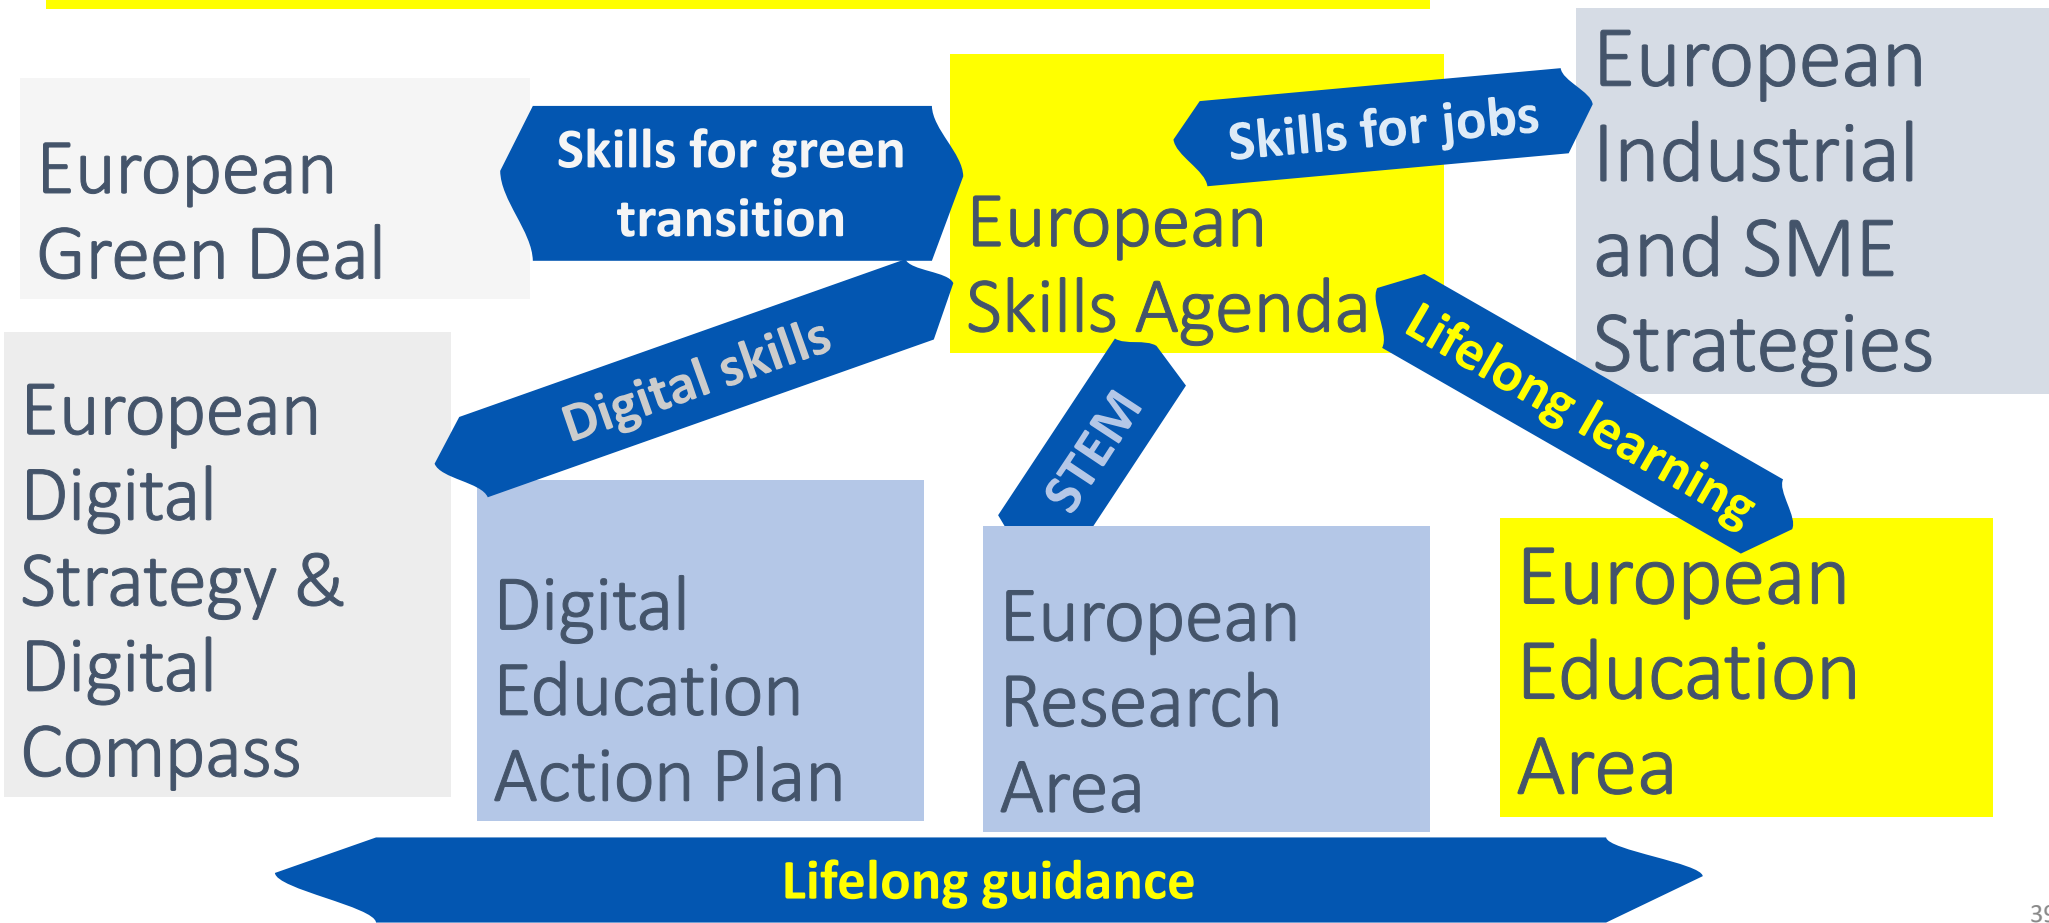 European
Green Deal
Skills for green
transition
European
Skills Agenda
Skills for jobs
European
Industrial
and SME
Strategies
Digital skills
STEM
Lifelong learning
European
Digital
Strategy &
Digital
Compass
Digital
Education
Action Plan
European
Research
Area
European
Education
Area
Lifelong guidance
39